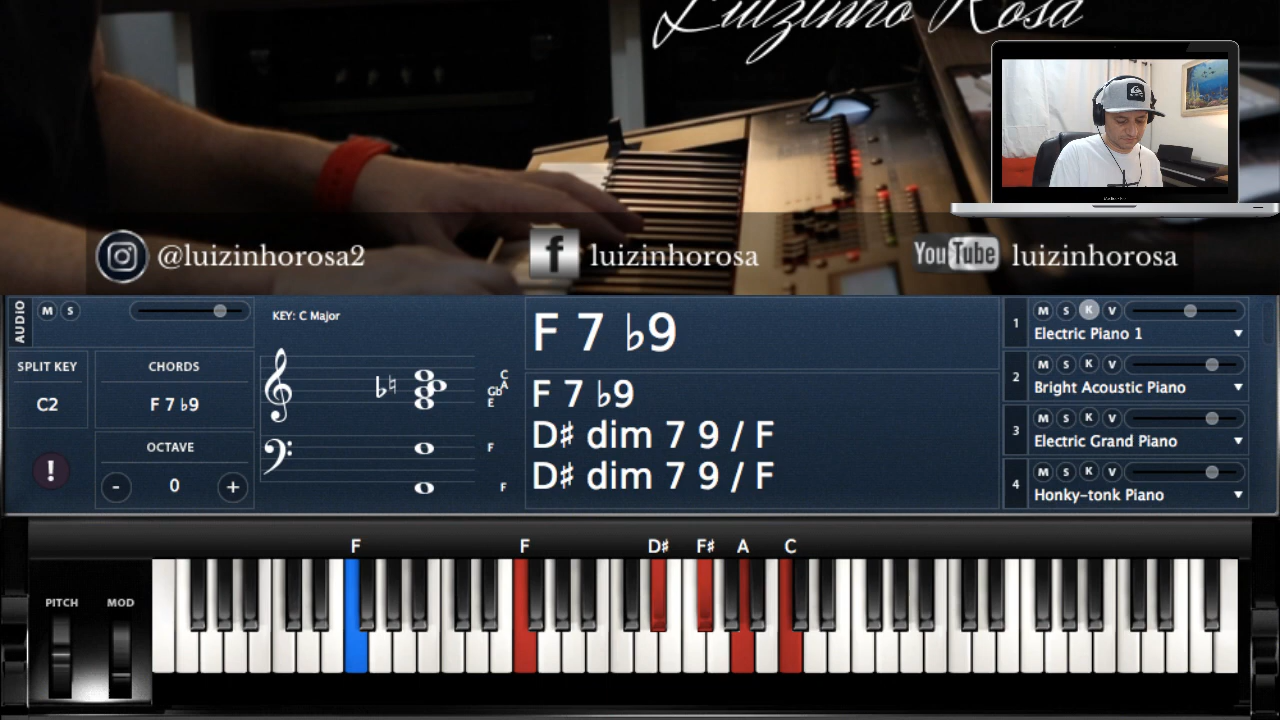 Luizinho Rosa
@luizinhorosa2
f
luizinhorosa
YouTube
luizinhorosa
AUDIO
M S
KEY: C Major
SPLIT KEY
C2
CHORDS
F 7 ♭9
OCTAVE
- 0 +
!
C
A
Gb
E
F
F
F 7 ♭9
F 7 ♭9
D♯ dim 7 9 / F
D♯ dim 7 9 / F
1
M S K V
Electric Piano 1
2
M S K V
Bright Acoustic Piano
3
M S K V
Electric Grand Piano
4
M S K V
Honky-tonk Piano
F F D♯ F♯ A C
PITCH MOD